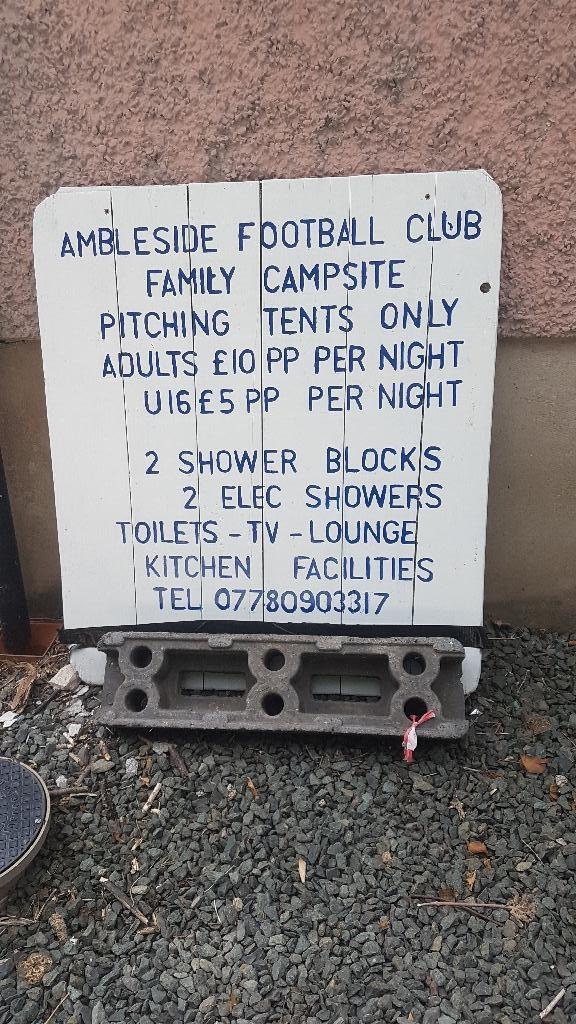 AMBLESIDE FOOTBALL CLUB
FAMILY CAMPSITE
PITCHING TENTS ONLY
ADULTS £10 PP PER NIGHT
U16 £5 PP PER NIGHT
2 SHOWER BLOCKS
2 ELEC SHOWERS
TOILETS - TV - LOUNGE
KITCHEN FACILITIES
TEL 07780903317